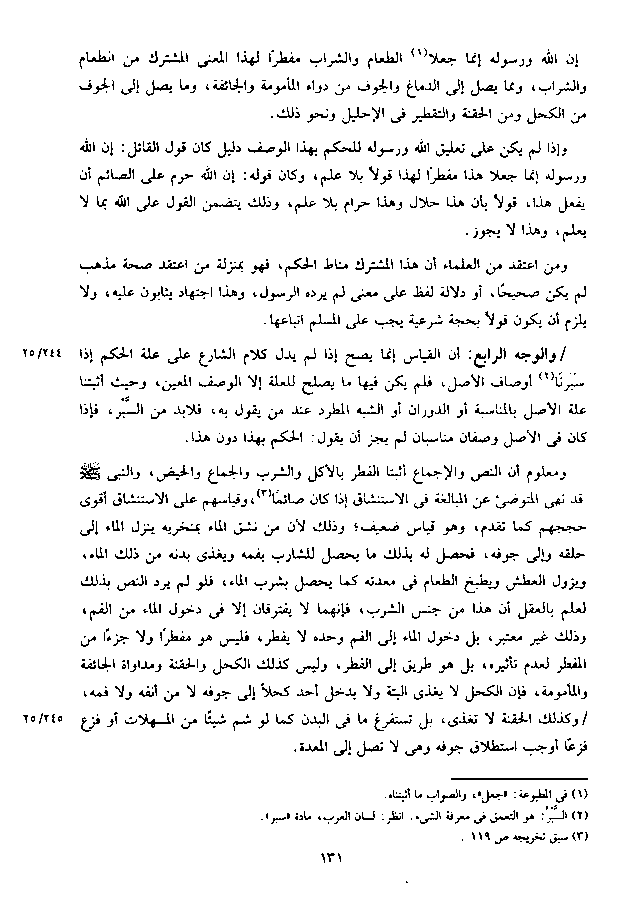 إن الله ورسوله إنما جعلا(١) الطعام والشراب مفطرًا لهذا المعنى المشترك من انطعام
والشراب، ومما يصل إلى الدماغ والجوف من دواء المأمومة والجائفة، وما يصل إلى الجوف
من الكحل ومن الحقنة والتقطير فى الإحليل ونحو ذلك.
وإذا لم يكن على تعليق الله ورسوله للحكم بهذا الوصف دليل كان قول القائل: إن الله
ورسوله إنما جعلا هذا مفطرًا لهذا قولاً بلا علم، وكان قوله: إن الله حرم على الصائم أن
يفعل هذا، قولاً بأن هذا حلال وهذا حرام بلا علم، وذلك يتضمن القول على الله بما لا
يعلم، وهذا لا يجوز.
ومن اعتقد من العلماء أن هذا المشترك مناط الحكم، فهو بمنزلة من اعتقد صحة مذهب
لم يكن صحيحًا، أو دلالة لفظ على معنى لم يرده الرسول، وهذا اجتهاد يثابون عليه، ولا
يلزم أن يكون قولاً بحجة شرعية يجب على المسلم اتباعها.
٢٥/٢٤٤ / والوجه الرابع: أن القياس إنما يصح إذا لم يدل كلام الشارع على علة الحكم إذا
سَبَرْنَا(٢) أوصاف الأصل، فلم يكن فيها ما يصلح للعلة إلا الوصف المعين، وحيث أثبتنا
علة الأصل بالمناسبة أو الدوران أو الشبه المطرد عند من يقول به، فلابد من السَّبْر، فإذا
كان فى الأصل وصفان مناسبان لم يجز أن يقول: الحكم بهذا دون هذا.
ومعلوم أن النص والإجماع أثبتا الفطر بالأكل والشرب والجماع والحيض، والنبى ﷺ
قد نهى المتوضئ عن المبالغة فى الاستنشاق إذا كان صائمًا(٣)،وقياسهم على الاستنشاق أقوى
حججهم كما تقدم، وهو قياس ضعيف؛ وذلك لأن من نشق الماء بمنخريه ينزل الماء إلى
حلقه وإلى جوفه، فحصل له بذلك ما يحصل للشارب بفمه ويغذى بدنه من ذلك الماء،
ويزول العطش ويطبخ الطعام فى معدته كما يحصل بشرب الماء، فلو لم يرد النص بذلك
لعلم بالعقل أن هذا من جنس الشرب، فإنهما لا يفترقان إلا فى دخول الماء من الفم،
وذلك غير معتبر، بل دخول الماء إلى الفم وحده لا يفطر، فليس هو مفطرًا ولا جزءًا من
المفطر لعدم تأثيره، بل هو طريق إلى الفطر، وليس كذلك الكحل والحقنة ومداواة الجائفة
والمأمومة، فإن الكحل لا يغذى البتة ولا يدخل أحد كحلاً إلى جوفه لا من أنفه ولا فمه،
٢٥/٢٤٥ / وكذلك الحقنة لا تغذى، بل تستفرغ ما فى البدن كما لو شم شيئًا من المسهلات أو فزع
فزعًا أوجب استطلاق جوفه وهى لا تصل إلى المعدة.
(١) فى المطبوعة: «جعل»، والصواب ما أثبتناه.
(٢) السَّبْرُ: هو التعمق فى معرفة الشىء. انظر: لسان العرب، مادة «سبر».
(٣) سبق تخريجه ص ١١٩ .
١٣١